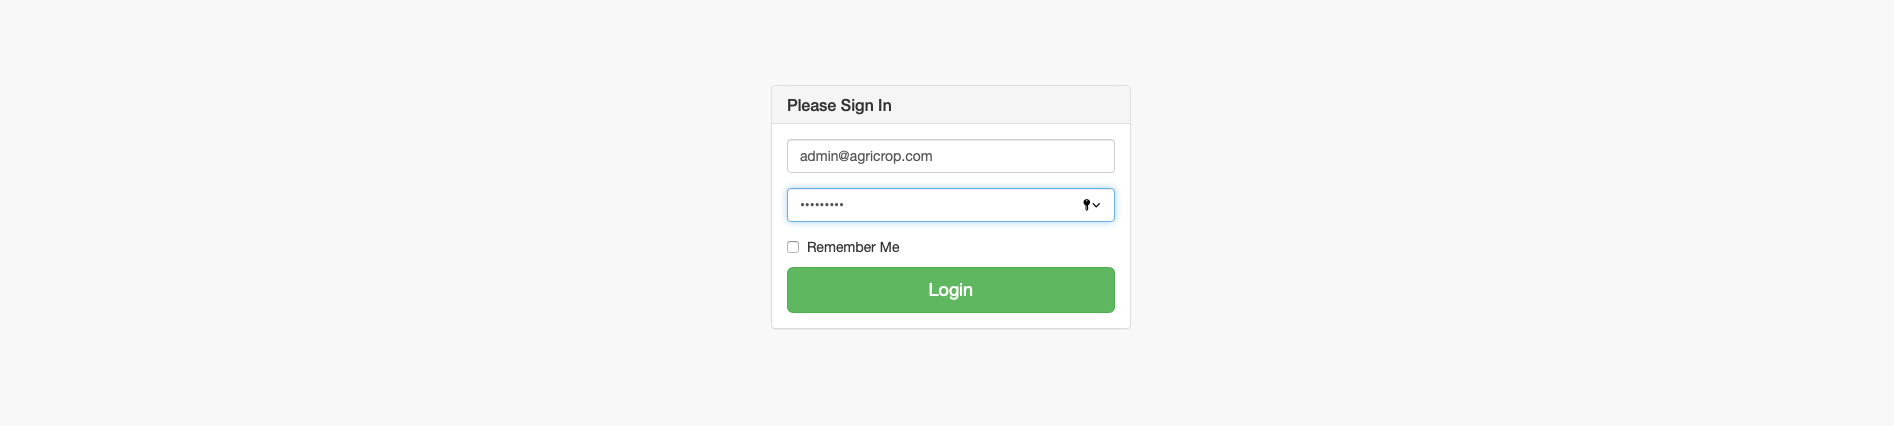 Please Sign In
admin@agricrop.com
•••••••••
Remember Me
Login